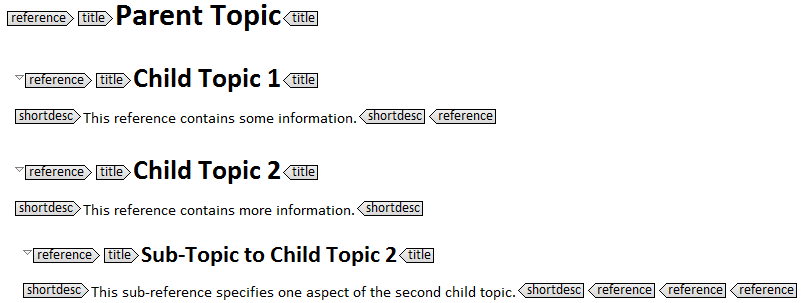 reference title Parent Topic title
reference title Child Topic 1 title
shortdesc This reference contains some information. shortdesc reference
reference title Child Topic 2 title
shortdesc This reference contains more information. shortdesc
reference title Sub-Topic to Child Topic 2 title
shortdesc This sub-reference specifies one aspect of the second child topic. shortdesc reference reference reference